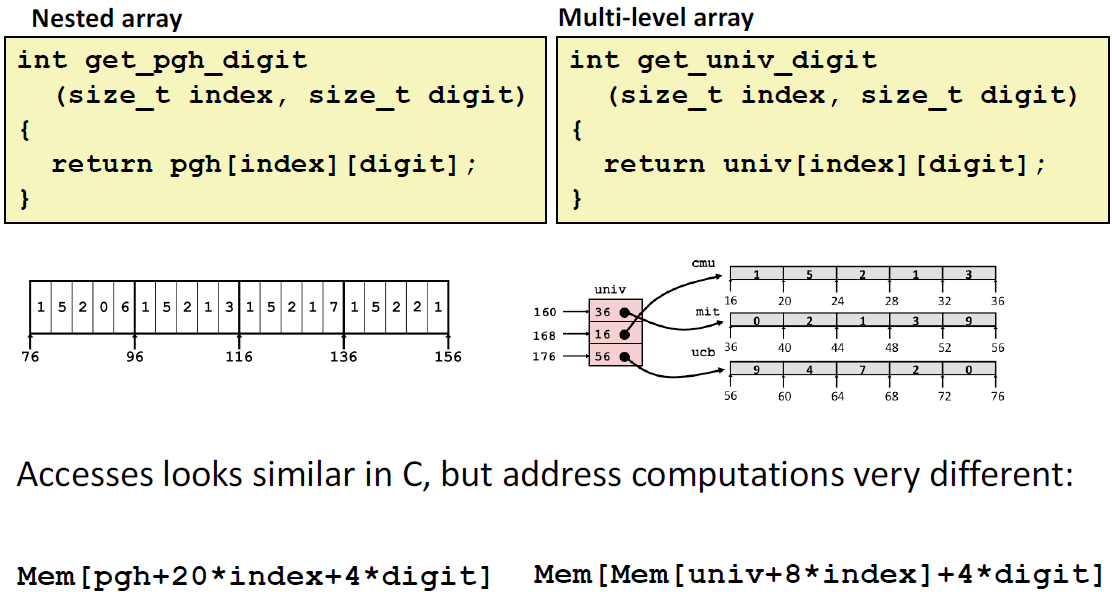 Nested array
int get_pgh_digit
(size_t index, size_t digit)
{
return pgh[index][digit];
}
Multi-level array
int get_univ_digit
(size_t index, size_t digit)
{
return univ[index][digit];
}
1 5 2 0 6 1 5 2 1 3 1 5 2 1 7 1 5 2 2 1
76 96 116 136 156
univ
160 36
168 16
176 56
cmu
1 5 2 1 3
16 20 24 28 32 36
mit
0 2 1 3 9
36 40 44 48 52 56
ucb
9 4 7 2 0
56 60 64 68 72 76
Accesses looks similar in C, but address computations very different:
Mem[pgh+20*index+4*digit]
Mem[Mem[univ+8*index]+4*digit]